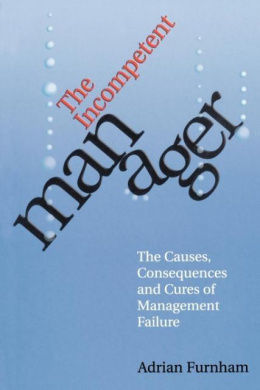 The
Incompetent
man
ager
The Causes,
Consequences
and Cures of
Management
Failure
Adrian Furnham